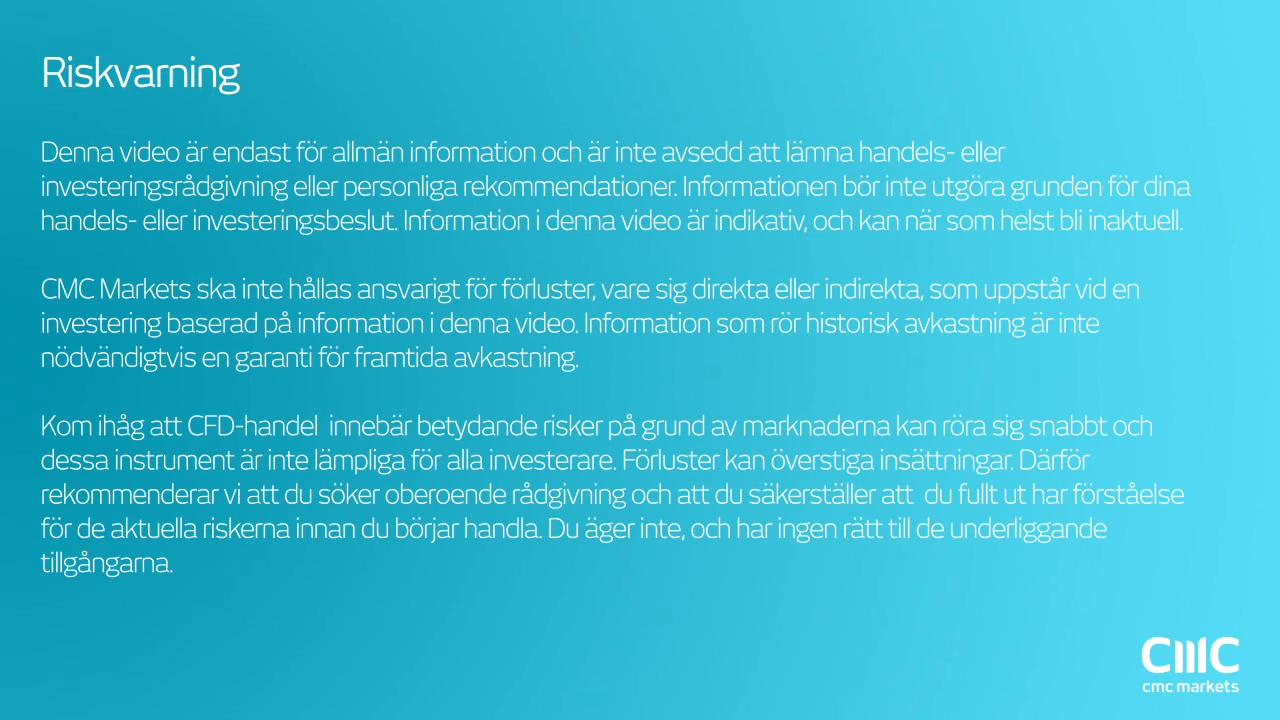 Riskvarning
Denna video är endast för allmän information och är inte avsedd att lämna handels- eller
investeringsrådgivning eller personliga rekommendationer. Informationen bör inte utgöra grunden för dina
handels- eller investeringsbeslut. Information i denna video är indikativ, och kan när som helst bli inaktuell.
CMC Markets ska inte hållas ansvarigt för förluster, vare sig direkta eller indirekta, som uppstår vid en
investering baserad på information i denna video. Information som rör historisk avkastning är inte
nödvändigtvis en garanti för framtida avkastning.
Kom ihåg att CFD-handel  innebär betydande risker på grund av marknaderna kan röra sig snabbt och
dessa instrument är inte lämpliga för alla investerare. Förluster kan överstiga insättningar. Därför
rekommenderar vi att du söker oberoende rådgivning och att du säkerställer att  du fullt ut har förståelse
för de aktuella riskerna innan du börjar handla. Du äger inte, och har ingen rätt till de underliggande
tillgångarna.
CMC
cmc markets